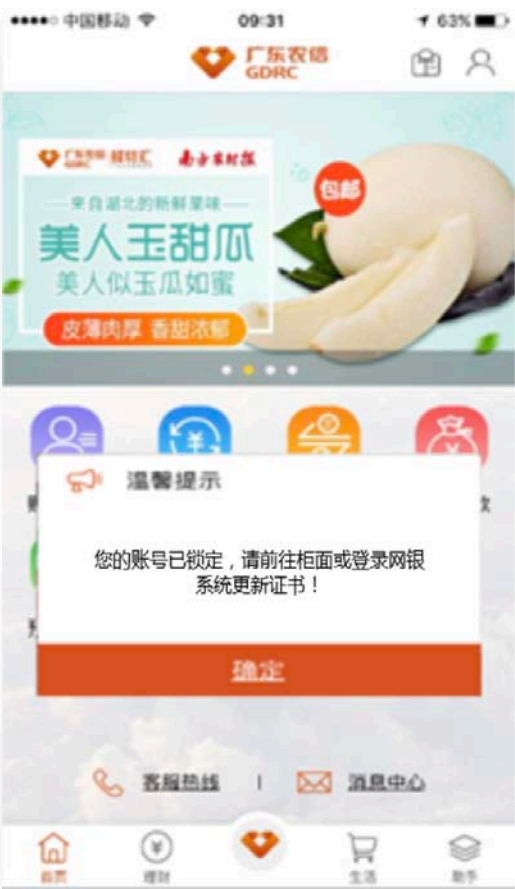 中国移动
09:31
63%
广东农信
GDRC
南方农村报
来自湖北的新鲜果味
包邮
美人玉甜瓜
美人似玉瓜如蜜
皮薄肉厚 香甜浓郁
温馨提示
您的账号已锁定，请前往柜面或登录网银
系统更新证书！
确定
客服热线 | 消息中心
首页 理财 生活 助手